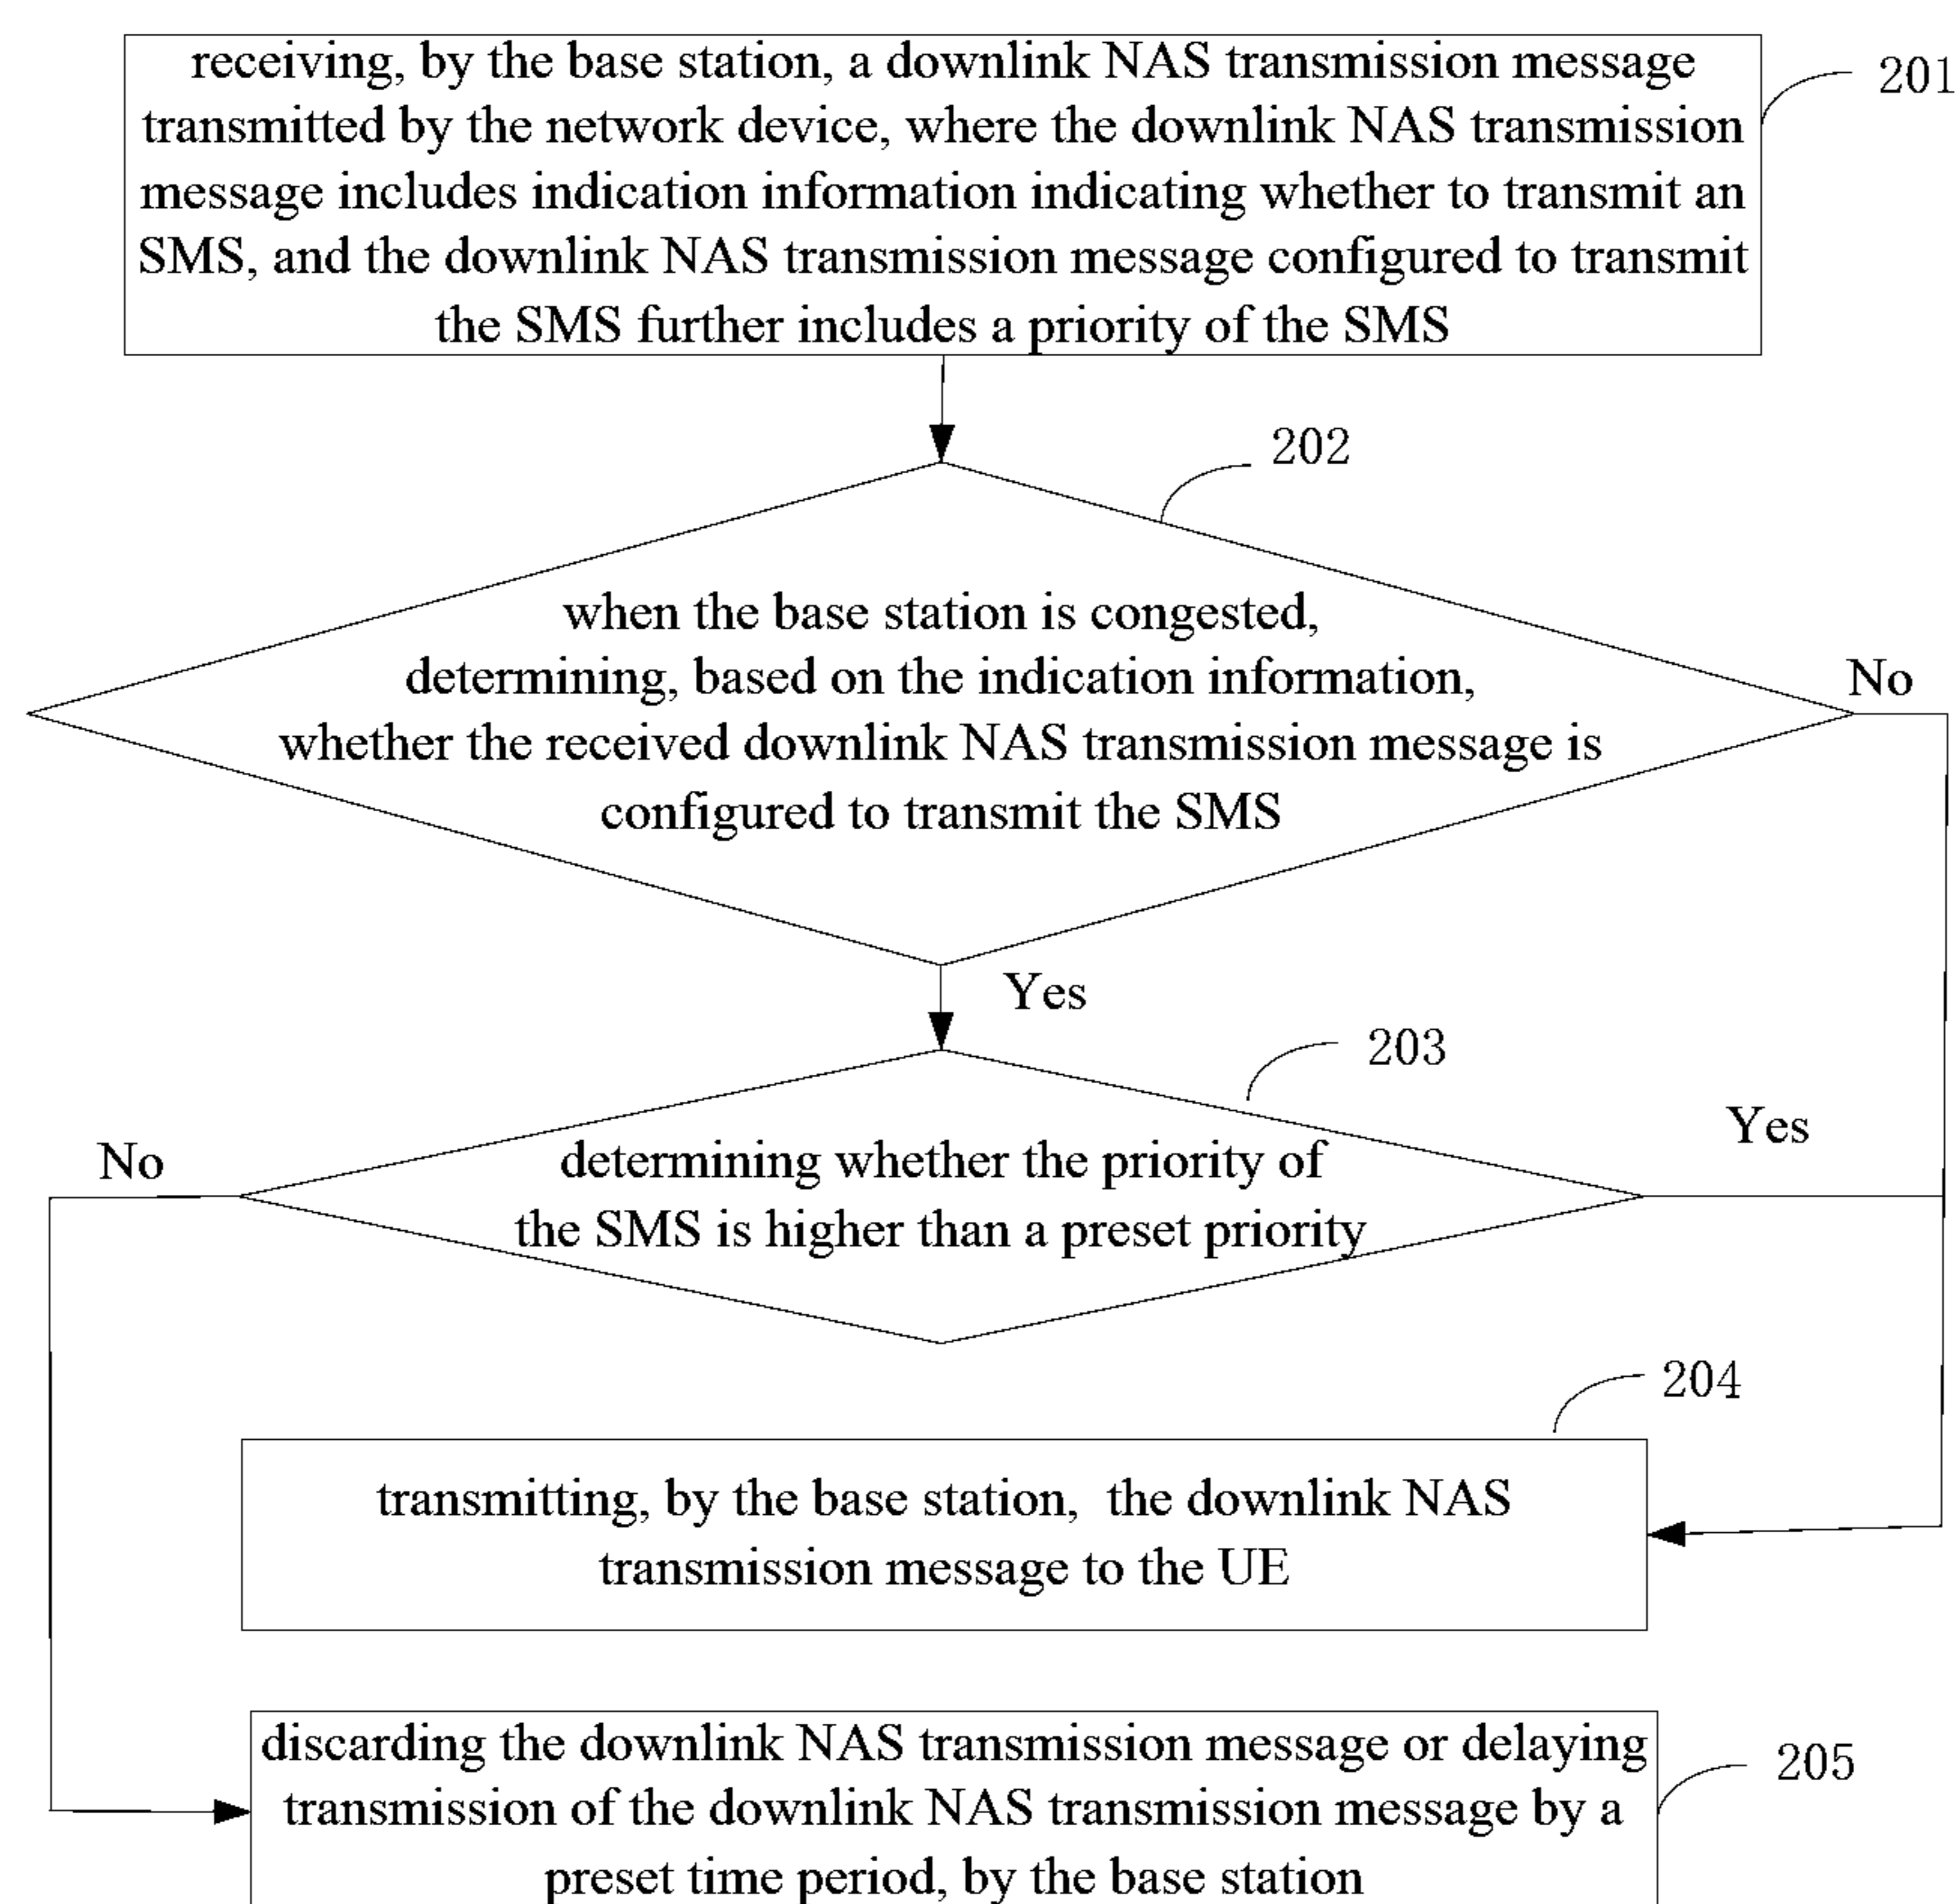 receiving, by the base station, a downlink NAS transmission message
transmitted by the network device, where the downlink NAS transmission
message includes indication information indicating whether to transmit an
SMS, and the downlink NAS transmission message configured to transmit
the SMS further includes a priority of the SMS
201
202
when the base station is congested,
determining, based on the indication information,
whether the received downlink NAS transmission message is
configured to transmit the SMS
No
Yes
203
No
Yes
determining whether the priority of
the SMS is higher than a preset priority
204
transmitting, by the base station, the downlink NAS
transmission message to the UE
discarding the downlink NAS transmission message or delaying
transmission of the downlink NAS transmission message by a
preset time period, by the base station
205